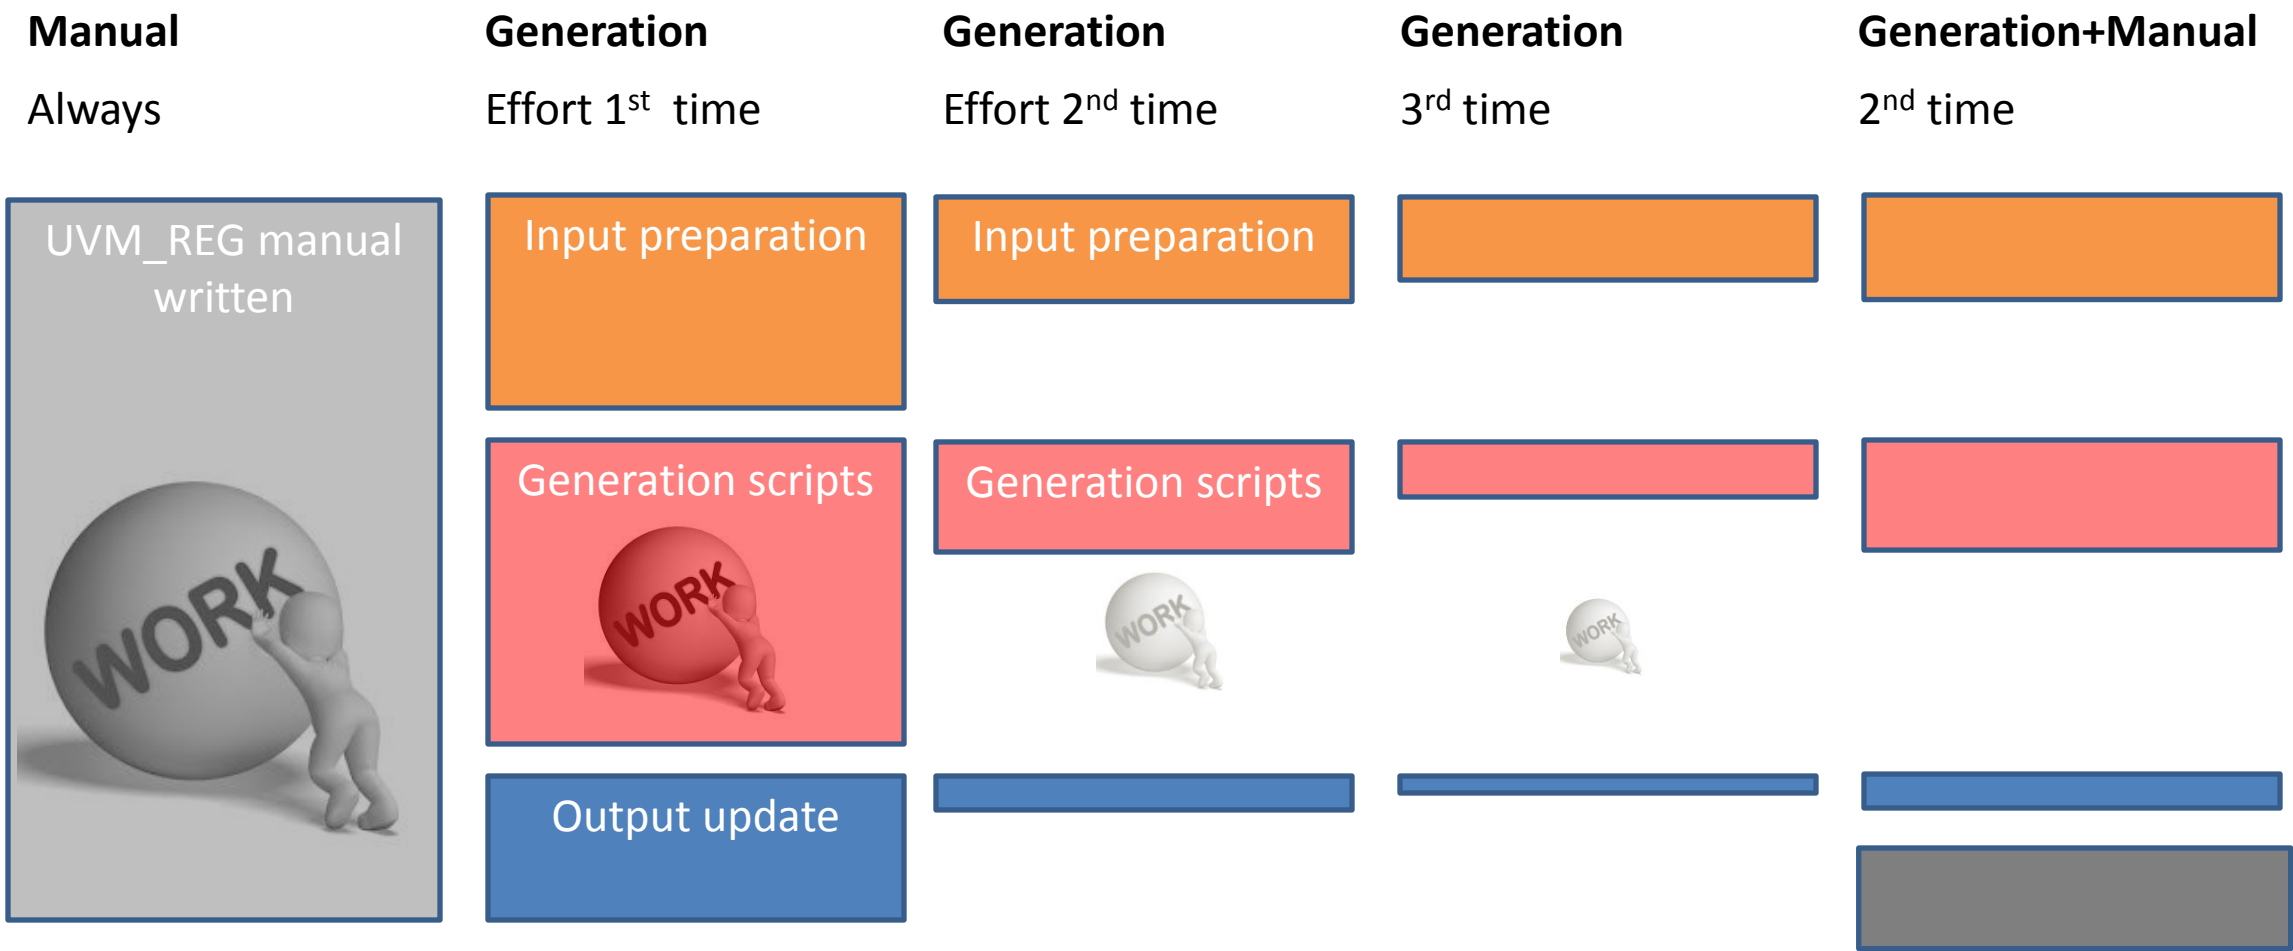 Manual
Always
Generation
Effort 1st time
Generation
Effort 2nd time
Generation
3rd time
Generation+Manual
2nd time
UVM_REG manual
written
WORK
Input preparation
Generation scripts
WORK
Output update
Input preparation
Generation scripts
WORK
WORK